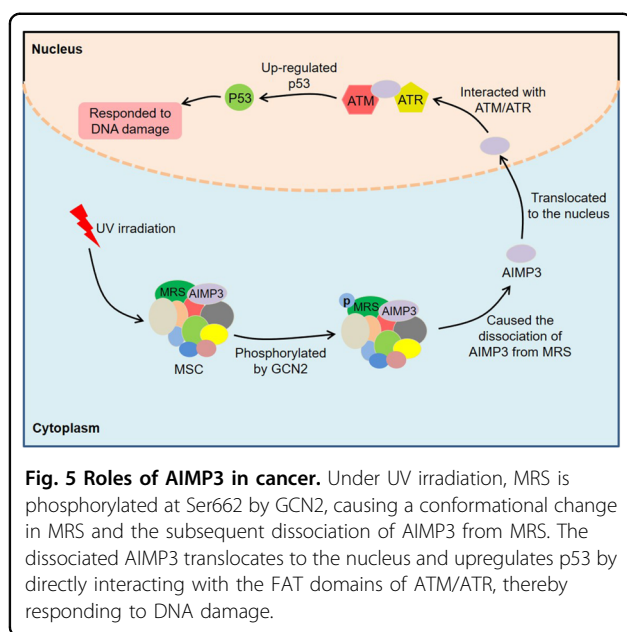 Nucleus
Up-regulated
p53
Interacted with
ATM/ATR
P53
ATM
ATR
Responded to
DNA damage
Translocated
to the nucleus
UV irradiation
AIMP3
MRS
AIMP3
p
MRS
AIMP3
MSC
Phosphorylated
by GCN2
Caused the
dissociation of
AIMP3 from MRS
Cytoplasm
Fig. 5 Roles of AIMP3 in cancer. Under UV irradiation, MRS is
phosphorylated at Ser662 by GCN2, causing a conformational change
in MRS and the subsequent dissociation of AIMP3 from MRS. The
dissociated AIMP3 translocates to the nucleus and upregulates p53 by
directly interacting with the FAT domains of ATM/ATR, thereby
responding to DNA damage.